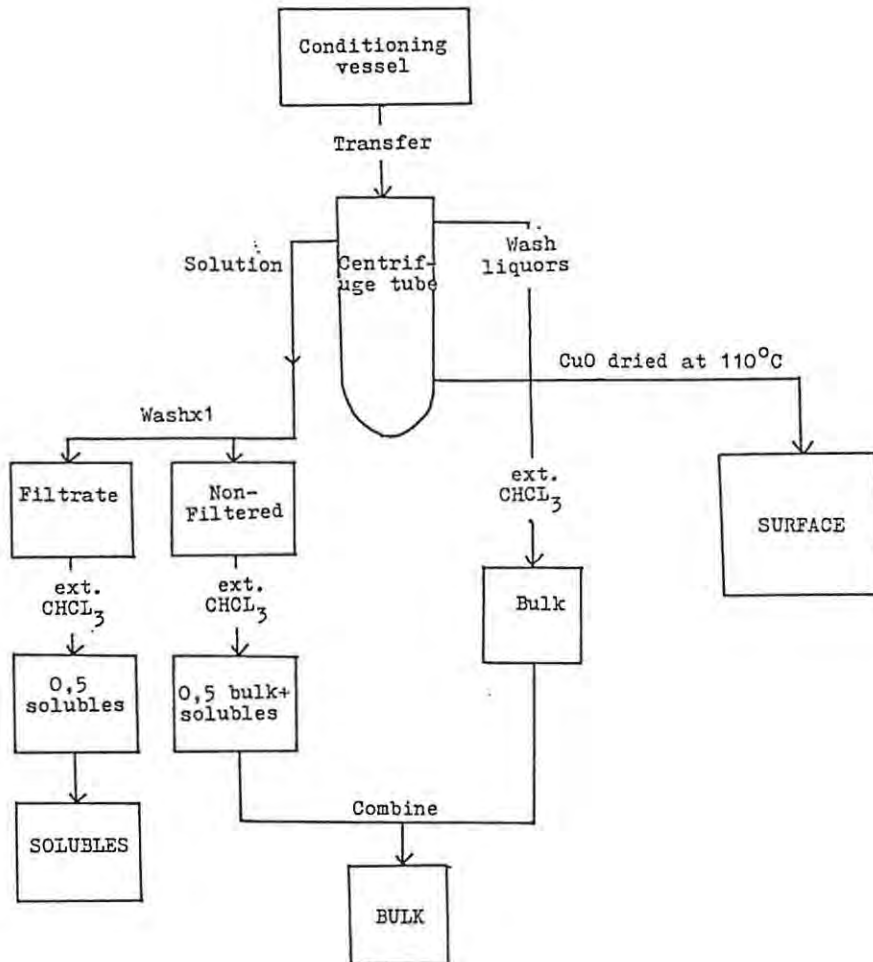 Conditioning
vessel
Transfer
Solution
Centrif-
uge tube
Wash
liquors
CuO dried at 110°C
Washx1
Filtrate
Non-
Filtered
ext.
CHCL3
SURFACE
ext.
CHCL3
ext.
CHCL3
Bulk
0,5
solubles
0,5 bulk+
solubles
Combine
SOLUBLES
BULK